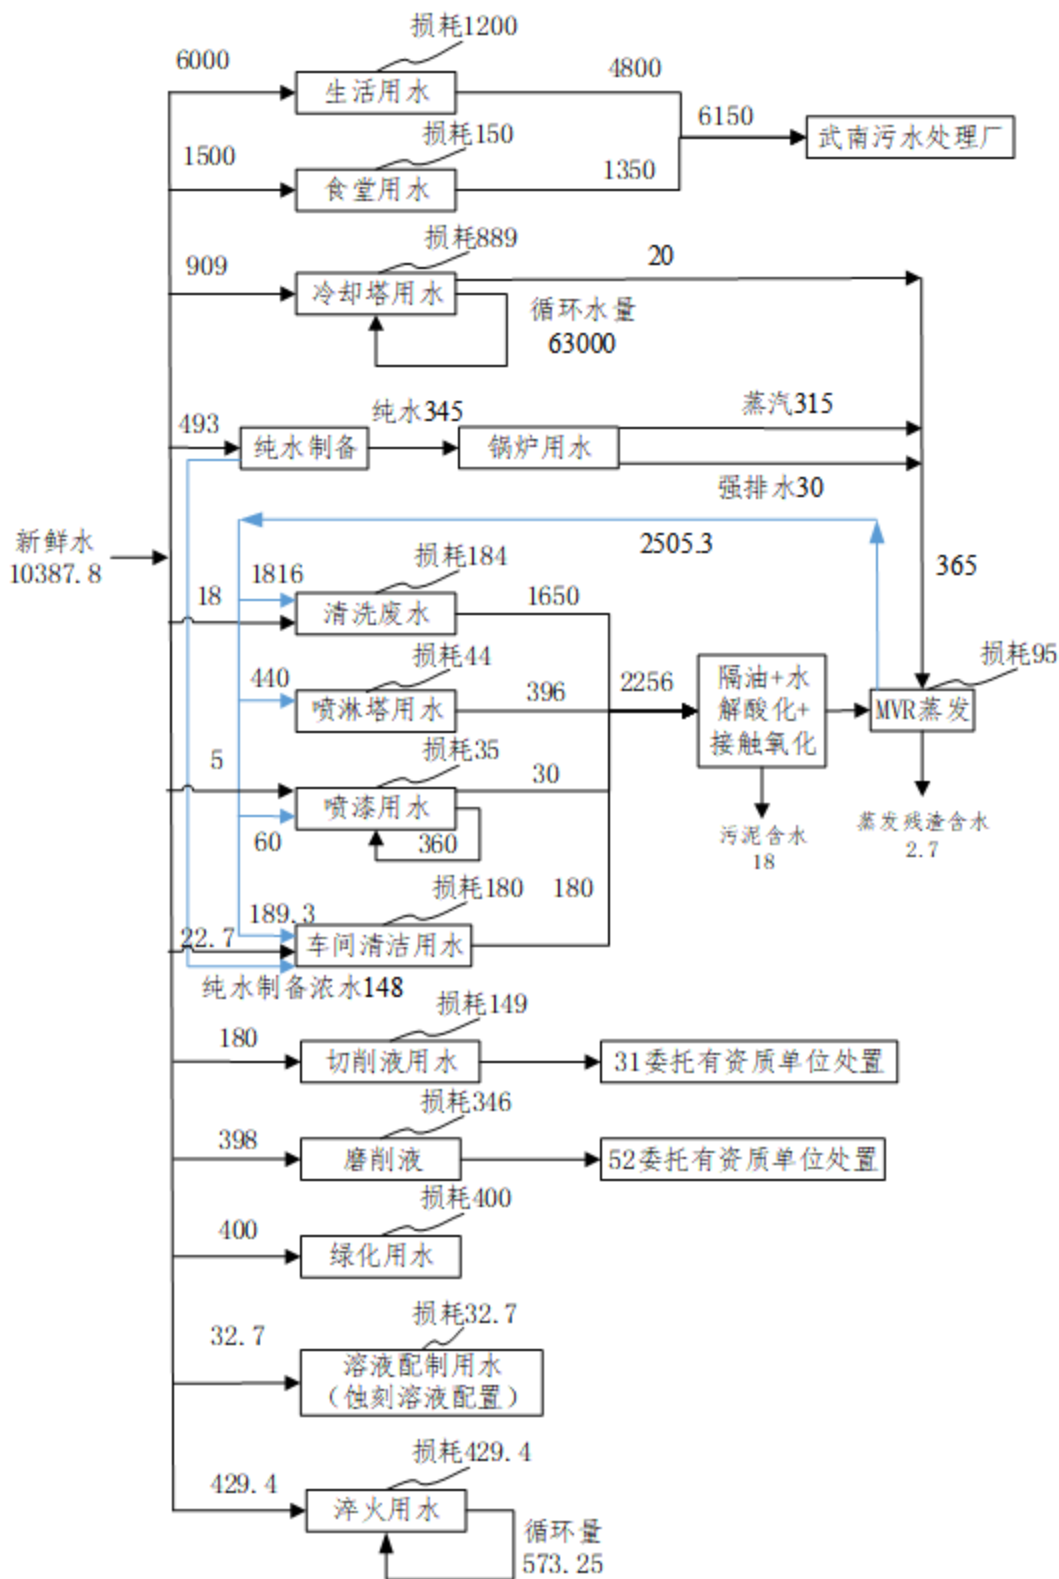 损耗1200
6000
4800
生活用水
6150
武南污水处理厂
损耗150
1500
1350
食堂用水
损耗889
909
20
冷却塔用水
循环水量
63000
纯水345
蒸汽315
493
纯水制备
锅炉用水
强排水30
新鲜水
10387.8
2505.3
365
损耗184
1816
18
1650
清洗废水
损耗44
440
396
2256
喷淋塔用水
隔油+水
解酸化+
接触氧化
损耗95
MVR蒸发
损耗35
5
30
喷漆用水
60
360
污泥含水
18
蒸发残渣含水
2.7
损耗180
180
189.3
22.7
车间清洁用水
纯水制备浓水148
损耗149
180
切削液用水
31委托有资质单位处置
损耗346
398
磨削液
52委托有资质单位处置
损耗400
400
绿化用水
损耗32.7
32.7
溶液配制用水
（蚀刻溶液配置）
损耗429.4
429.4
淬火用水
循环量
573.25